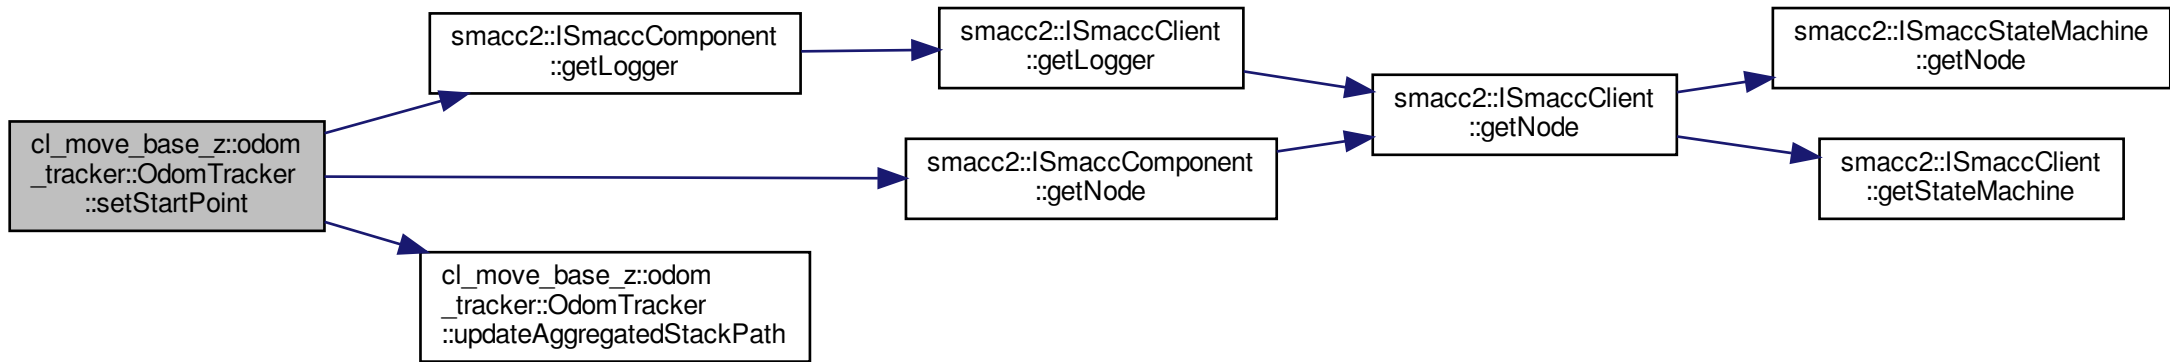 cl_move_base_z::odom
_tracker::OdomTracker
::setStartPoint
smacc2::ISmaccComponent
::getLogger
smacc2::ISmaccClient
::getLogger
smacc2::ISmaccComponent
::getNode
cl_move_base_z::odom
_tracker::OdomTracker
::updateAggregatedStackPath
smacc2::ISmaccClient
::getNode
smacc2::ISmaccStateMachine
::getNode
smacc2::ISmaccClient
::getStateMachine